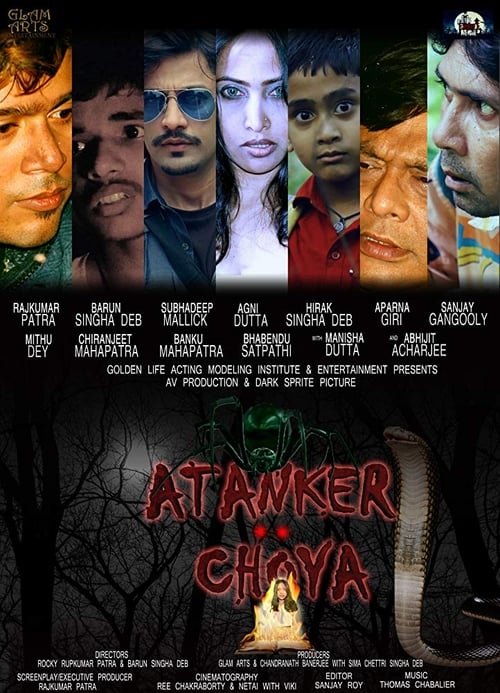 GLAM
ARTS
ENTERTAINMENT
RAJKUMAR PATRA BARUN SINGHA DEB SUBHADEEP MALLICK AGNI DUTTA HIRAK SINGHA DEB APARNA GIRI SANJAY GANGOOLY
MITHU DEY CHIRANJEET MAHAPATRA BANKU MAHAPATRA BHABENDU SATPATHI WITH MANISHA DUTTA AND ABHIJIT ACHARJEE
GOLDEN LIFE ACTING MODELING INSTITUTE & ENTERTAINMENT PRESENTS
AV PRODUCTION & DARK SPRITE PICTURE
ATANKER
CHOYA
DIRECTORS
ROCKY RUPKUMAR PATRA & BARUN SINGHA DEB
PRODUCERS
GLAM ARTS & CHANDRANATH BANERJEE WITH SIMA CHETTRI SINGHA DEB
SCREENPLAY/EXECUTIVE PRODUCER
RAJKUMAR PATRA
CINEMATOGRAPHY
REE CHAKRABORTY & NETAI WITH VIKI
EDITOR
SANJAY ROY
MUSIC
THOMAS CHABALIER